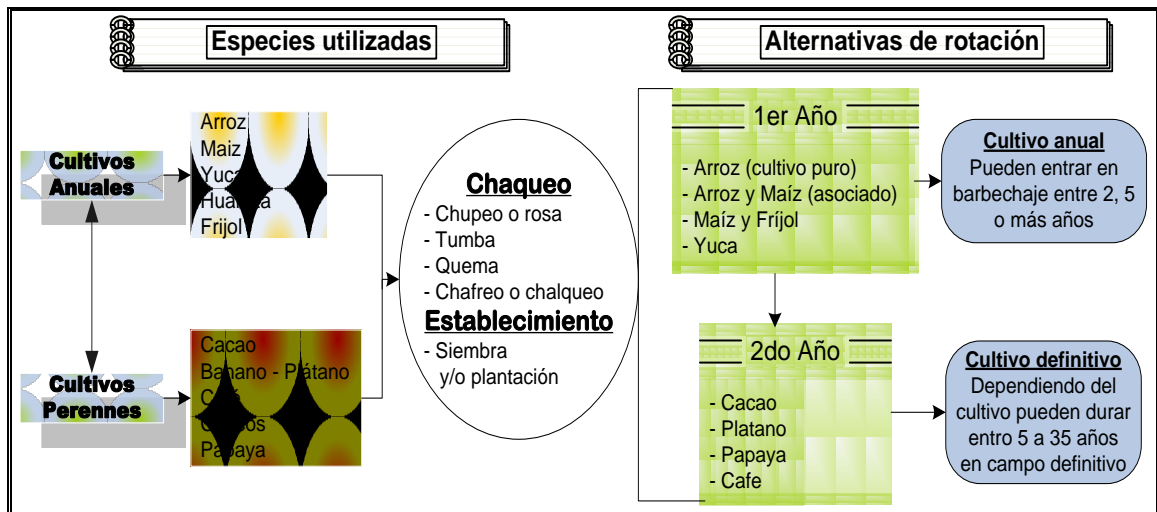 Especies utilizadas
Alternativas de rotación
Cultivos
Anuales
Arroz
Maiz
Yuca
Frijol
Cultivos
Perennes
Cacao
Banano - Plátano
Papaya
Chaqueo
- Chupeo o rosa
- Tumba
- Quema
- Chafreo o chalqueo
Establecimiento
- Siembra
y/o plantación
1er Año
- Arroz (cultivo puro)
- Arroz y Maíz (asociado)
- Maíz y Fríjol
- Yuca
Cultivo anual
Pueden entrar en
barbechaje entre 2, 5
o más años
2do Año
- Cacao
- Platano
- Papaya
- Cafe
Cultivo definitivo
Dependiendo del
cultivo pueden durar
entro 5 a 35 años
en campo definitivo